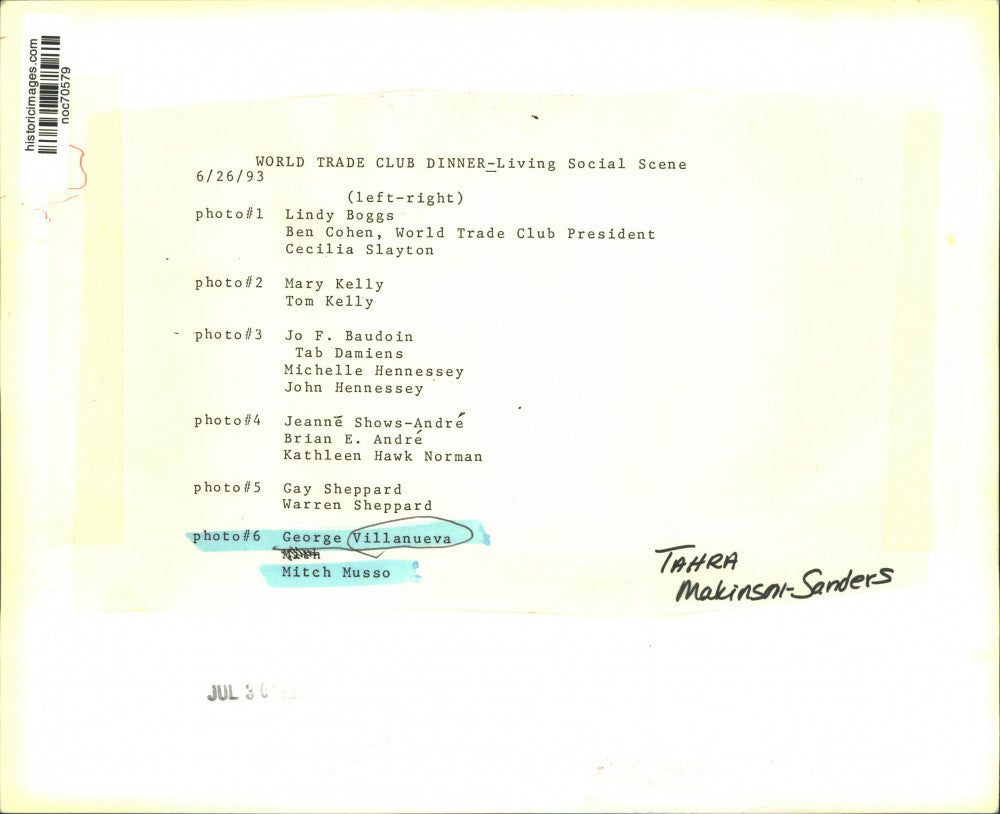 historicimages.com
noc70579
WORLD TRADE CLUB DINNER-Living Social Scene
6/26/93
(left-right)
photo#1 Lindy Boggs
Ben Cohen, World Trade Club President
Cecilia Slayton
photo#2 Mary Kelly
Tom Kelly
photo#3 Jo F. Baudoin
Tab Damiens
Michelle Hennessey
John Hennessey
photo#4 Jeanné Shows-André
Brian E. André
Kathleen Hawk Norman
photo#5 Gay Sheppard
Warren Sheppard
photo#6 George Villanueva
Mitch Musso
TAHRA
Makinson-Sanders
JUL 30